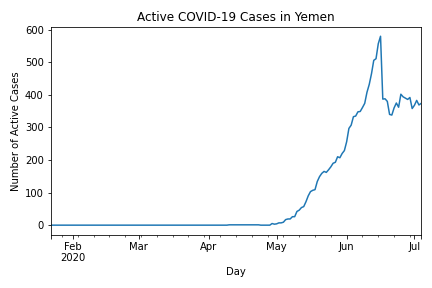 Active COVID-19 Cases in Yemen
Number of Active Cases
600
500
400
300
200
100
0
Feb
2020
Mar
Apr
May
Jun
Jul
Day